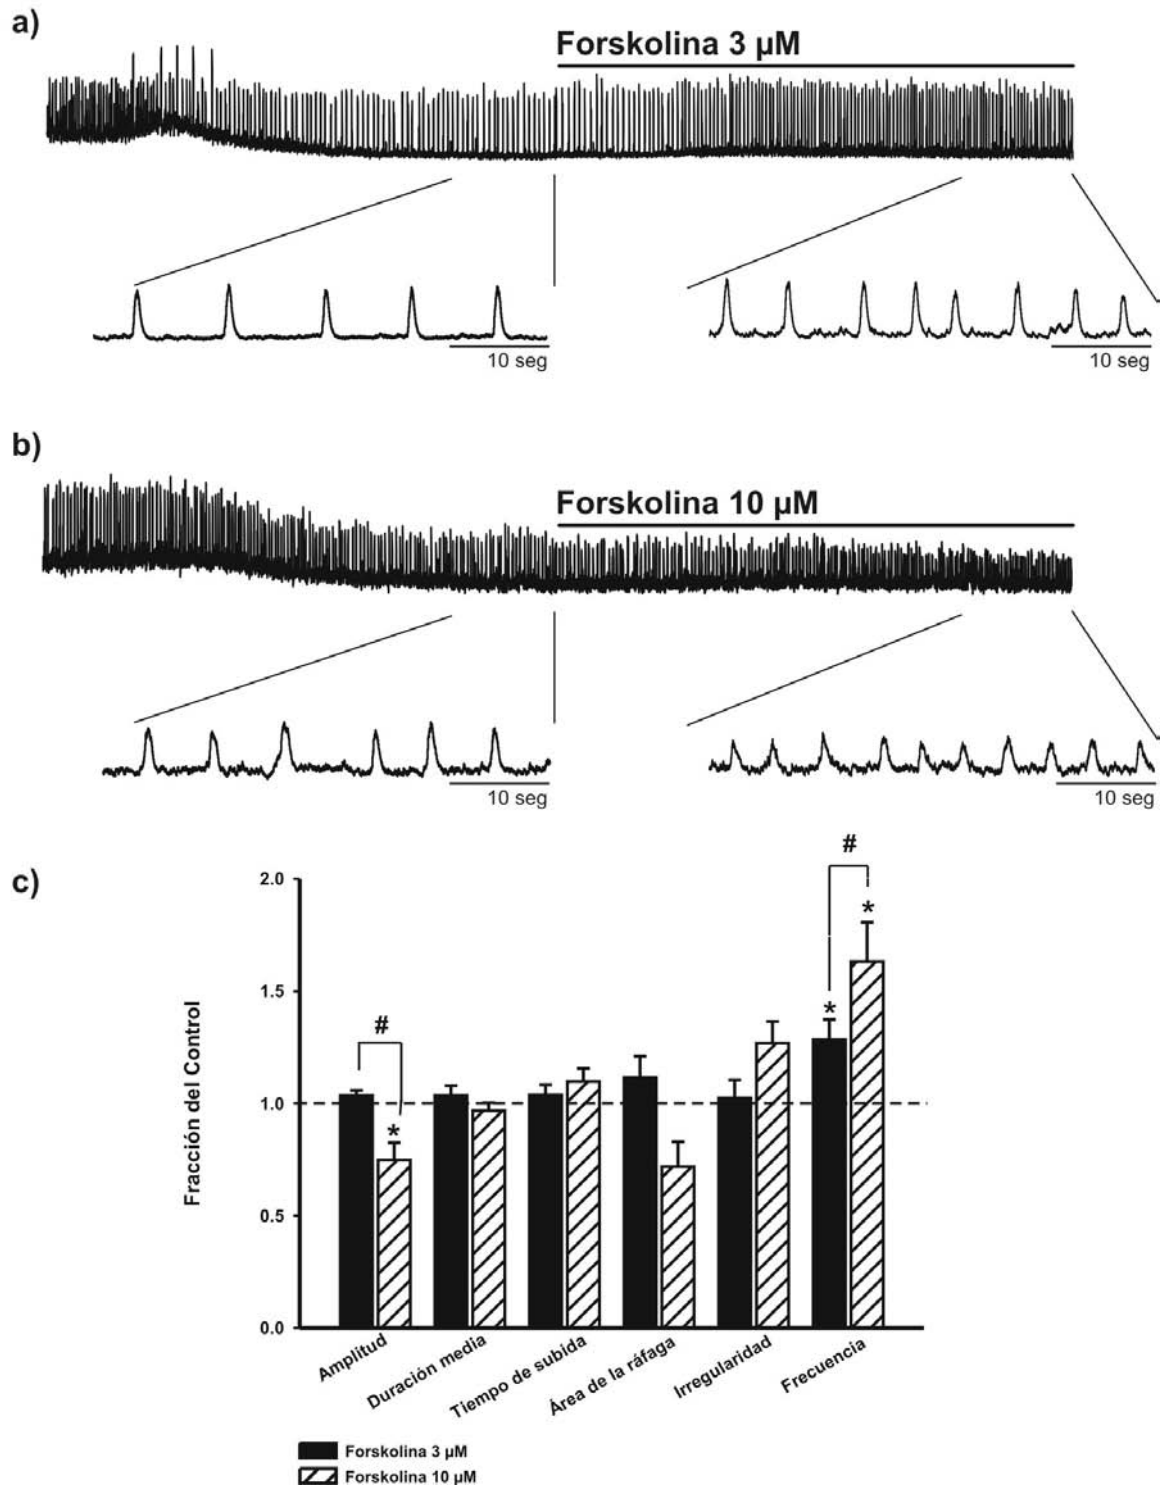 a)
Forskolina 3 µM
10 seg
10 seg
b)
Forskolina 10 µM
10 seg
10 seg
c)
Fracción del Control
2.0
1.5
1.0
0.5
0.0
#
*
*
#
*
Amplitud
Duración media
Tiempo de subida
Área de la ráfaga
Irregularidad
Frecuencia
Forskolina 3 µM
Forskolina 10 µM